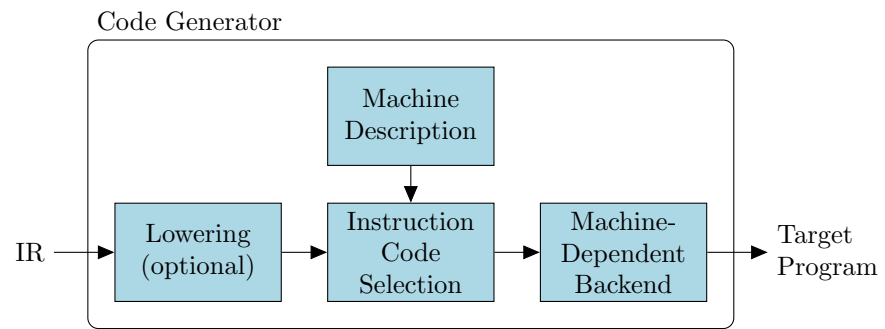 Code Generator
Machine
Description
IR
Lowering
(optional)
Instruction
Code
Selection
Machine-
Dependent
Backend
Target
Program